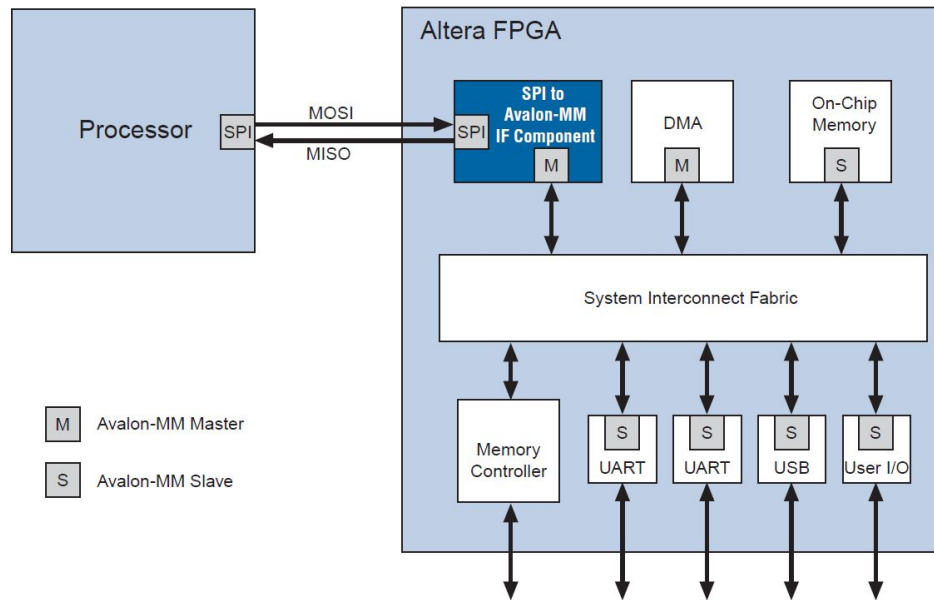 Altera FPGA
Processor
SPI
MOSI
MISO
SPI
SPI to
Avalon-MM
IF Component
M
DMA
M
On-Chip
Memory
S
System Interconnect Fabric
Memory
Controller
S
UART
S
UART
S
USB
S
User I/O
M
Avalon-MM Master
S
Avalon-MM Slave